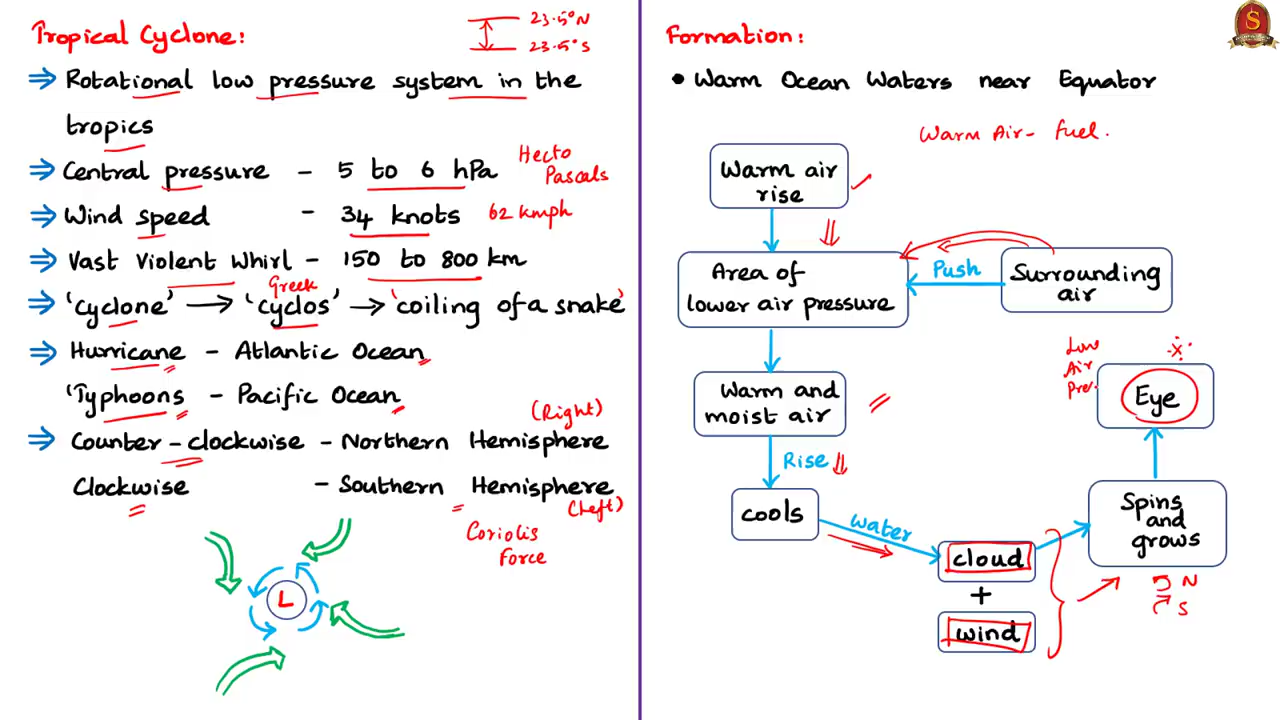 Tropical Cyclone:
23.5°N
23.5°S
⇒ Rotational low pressure system in the
tropics
⇒ Central pressure - 5 to 6 hPa
Hecto
Pascals
⇒ Wind speed - 34 knots 62 kmph
⇒ Vast Violent Whirl - 150 to 800 km
Greek
⇒ 'Cyclone' → 'cyclos' → 'coiling of a snake'
⇒ Hurricane - Atlantic Ocean
'Typhoons - Pacific Ocean
(Right)
⇒ Counter-clockwise - Northern Hemisphere
Clockwise - Southern Hemisphere
(left)
Coriolis
Force
L
Formation:
• Warm Ocean Waters near Equator
Warm Air - fuel.
Warm air
rise
Area of
lower air pressure
Push
Surrounding
air
Warm and
moist air
Rise
cools
water
cloud
+
wind
Spins
and
grows
N
S
Low
Air
Pres.
x
Eye
S